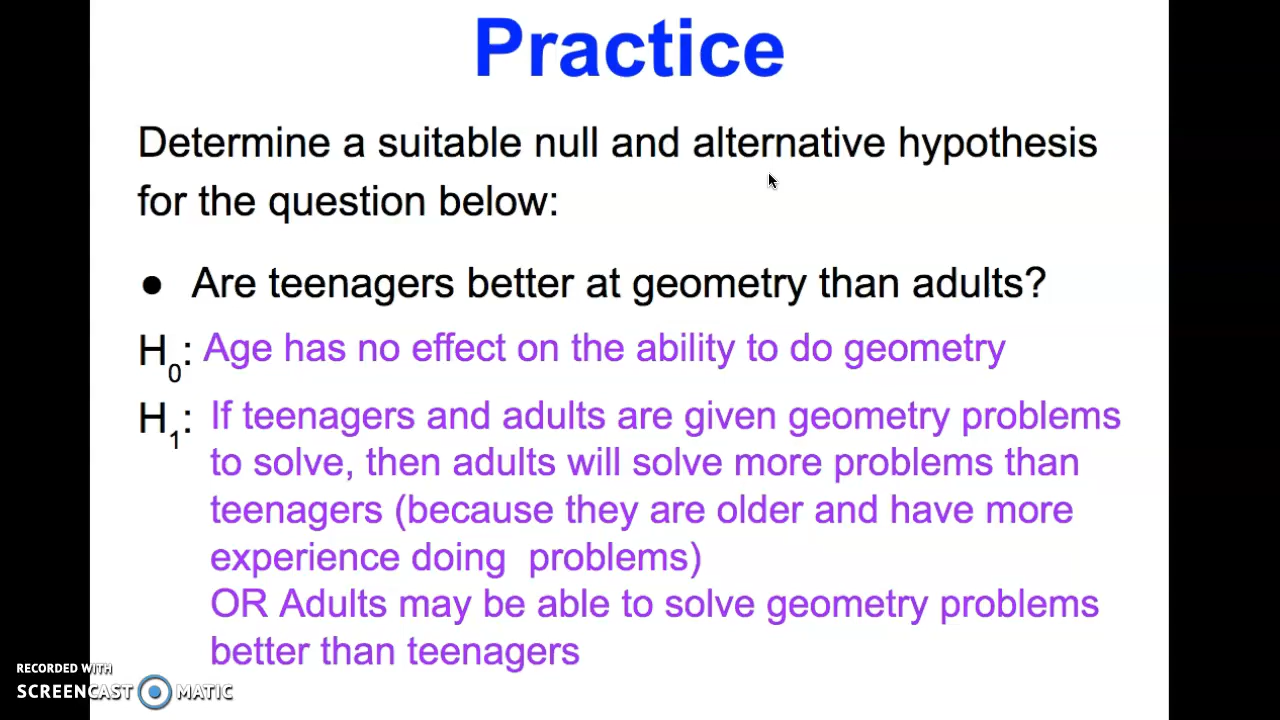 Practice
Determine a suitable null and alternative hypothesis
for the question below:
● Are teenagers better at geometry than adults?
H₀: Age has no effect on the ability to do geometry
H₁: If teenagers and adults are given geometry problems
to solve, then adults will solve more problems than
teenagers (because they are older and have more
experience doing  problems)
OR Adults may be able to solve geometry problems
better than teenagers
RECORDED WITH
SCREENCAST MATIC